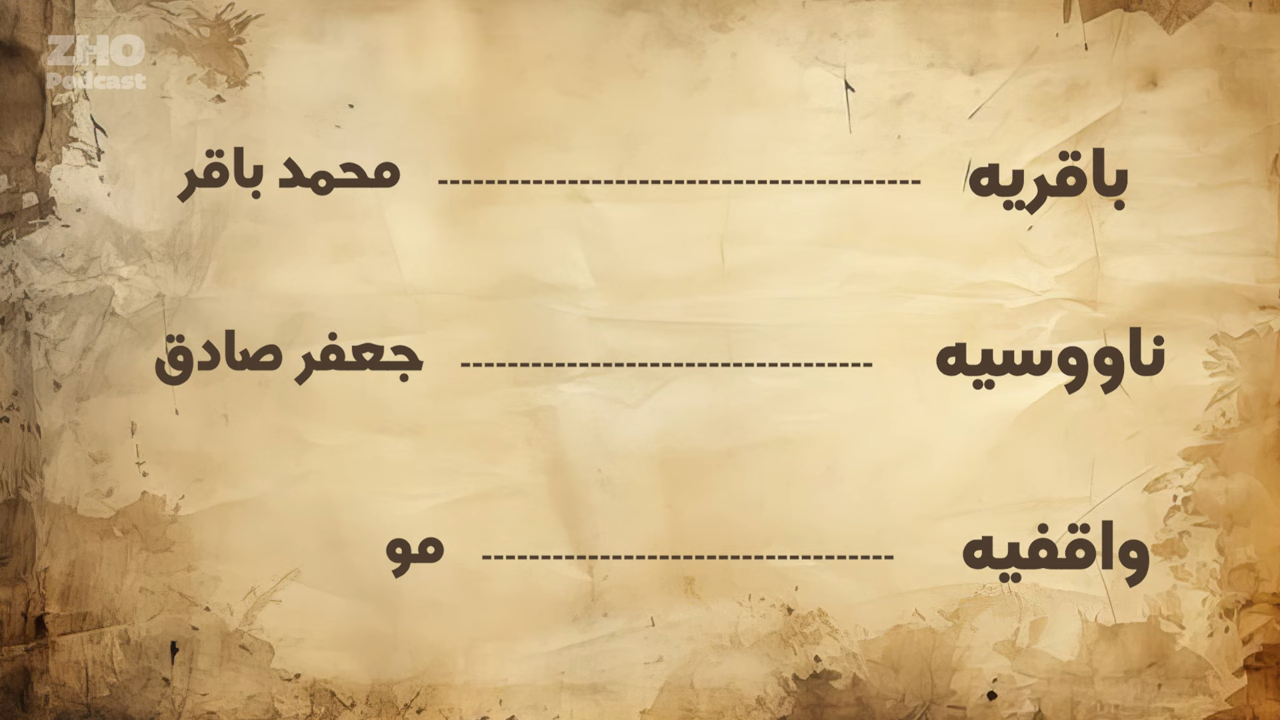 ZHO
Podcast
باقریه ---------------------------------------- محمد باقر
ناووسیه ---------------------------------- جعفر صادق
واقفیه ---------------------------------- مو